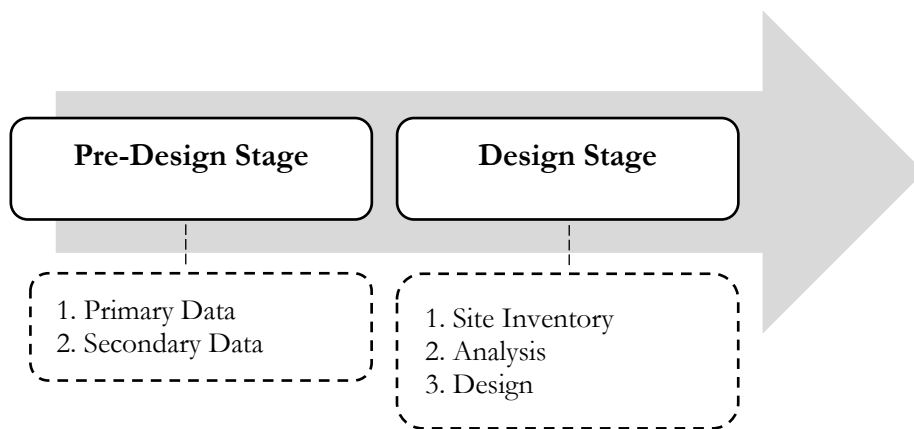 Pre-Design Stage
1. Primary Data
2. Secondary Data
Design Stage
1. Site Inventory
2. Analysis
3. Design